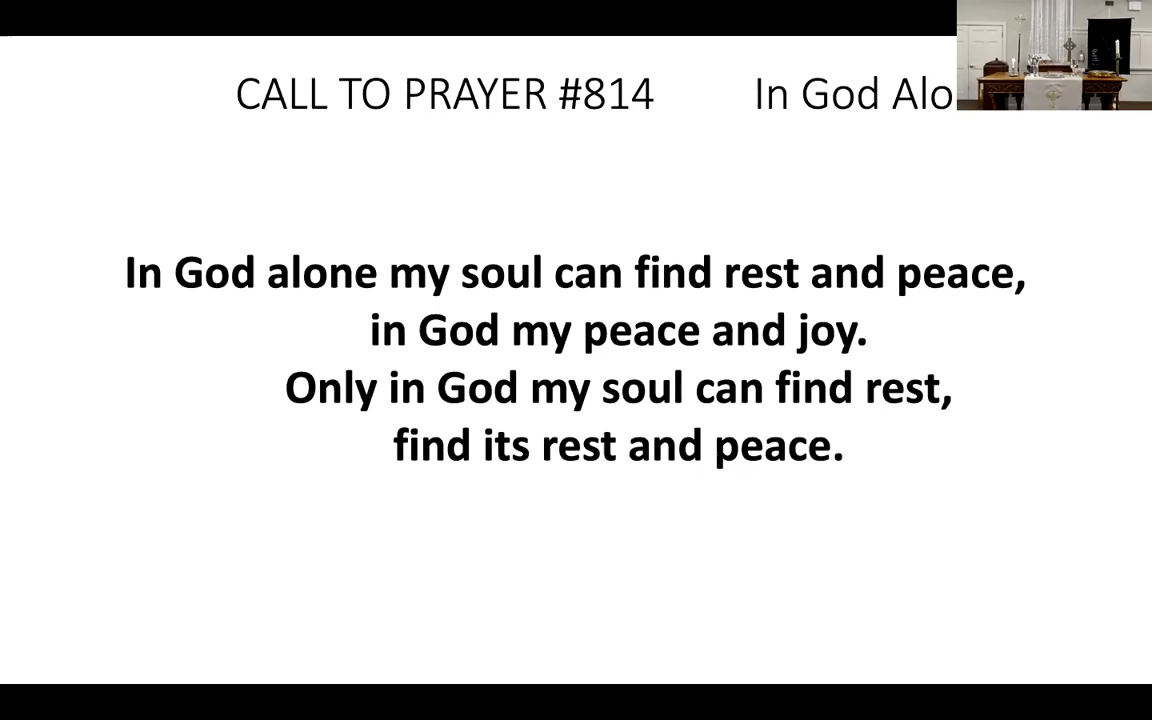 CALL TO PRAYER #814 In God Alo
In God alone my soul can find rest and peace,
in God my peace and joy.
Only in God my soul can find rest,
find its rest and peace.